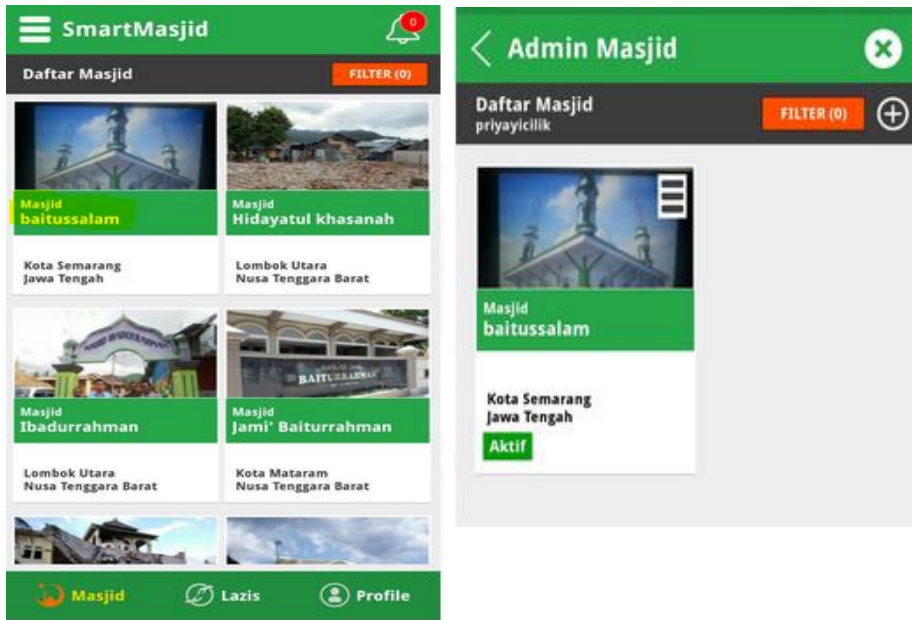 SmartMasjid
0
Daftar Masjid
FILTER (0)
Masjid
baitussalam
Kota Semarang
Jawa Tengah
Masjid
Hidayatul khasanah
Lombok Utara
Nusa Tenggara Barat
Masjid
Ibadurrahman
Lombok Utara
Nusa Tenggara Barat
BAITURRAHMAN
Masjid
Jami' Baiturrahman
Kota Mataram
Nusa Tenggara Barat
Masjid
Lazis
Profile
Admin Masjid
Daftar Masjid
priyayicilik
FILTER (0)
Masjid
baitussalam
Kota Semarang
Jawa Tengah
Aktif